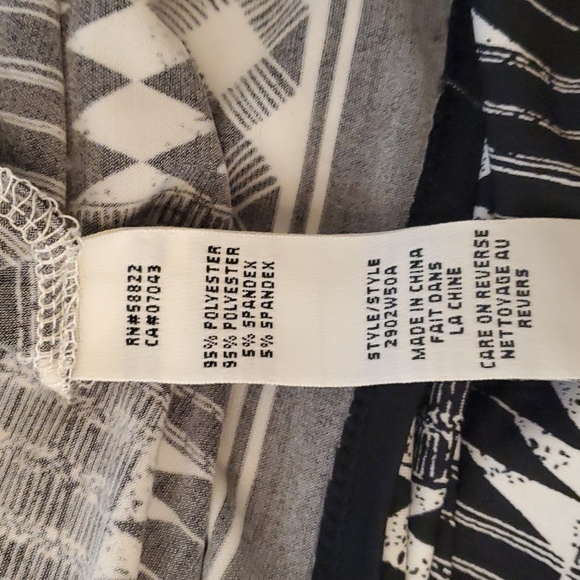 RN#58822
CA#07043
95% POLYESTER
95% POLYESTER
5% SPANDEX
5% SPANDEX
STYLE/STYLE
2902W50A
MADE IN CHINA
FAIT DANS
LA CHINE
CARE ON REVERSE
NETTOYAGE AU
REVERS